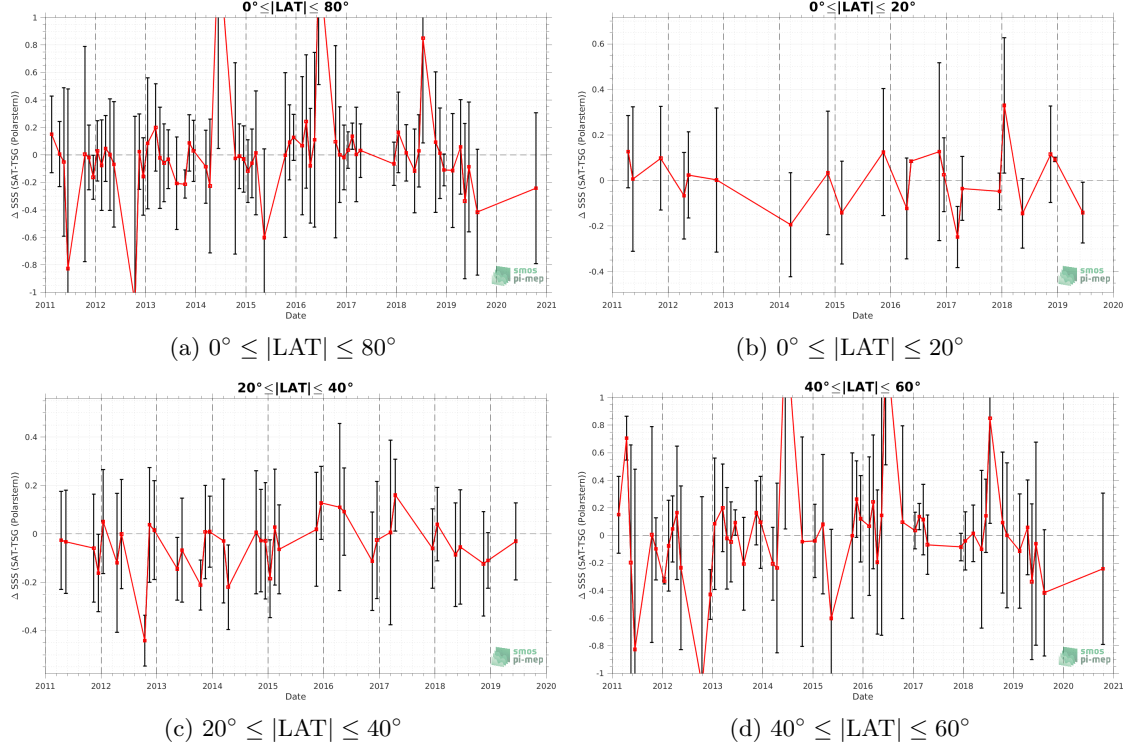 0°≤|LAT|≤ 80°
Δ SSS (SAT-TSG (Polarstern))
1
0.8
0.6
0.4
0.2
0
-0.2
-0.4
-0.6
-0.8
-1
2011 2012 2013 2014 2015 2016 2017 2018 2019 2020 2021
Date
smos
pi-mep
(a) 0° ≤ |LAT| ≤ 80°
0°≤|LAT|≤ 20°
Δ SSS (SAT-TSG (Polarstern))
0.6
0.4
0.2
0
-0.2
-0.4
2011 2012 2013 2014 2015 2016 2017 2018 2019 2020
Date
smos
pi-mep
(b) 0° ≤ |LAT| ≤ 20°
20°≤|LAT|≤ 40°
Δ SSS (SAT-TSG (Polarstern))
0.4
0.2
0
-0.2
-0.4
2011 2012 2013 2014 2015 2016 2017 2018 2019 2020
Date
smos
pi-mep
(c) 20° ≤ |LAT| ≤ 40°
40°≤|LAT|≤ 60°
Δ SSS (SAT-TSG (Polarstern))
1
0.8
0.6
0.4
0.2
0
-0.2
-0.4
-0.6
-0.8
-1
2011 2012 2013 2014 2015 2016 2017 2018 2019 2020 2021
Date
smos
pi-mep
(d) 40° ≤ |LAT| ≤ 60°